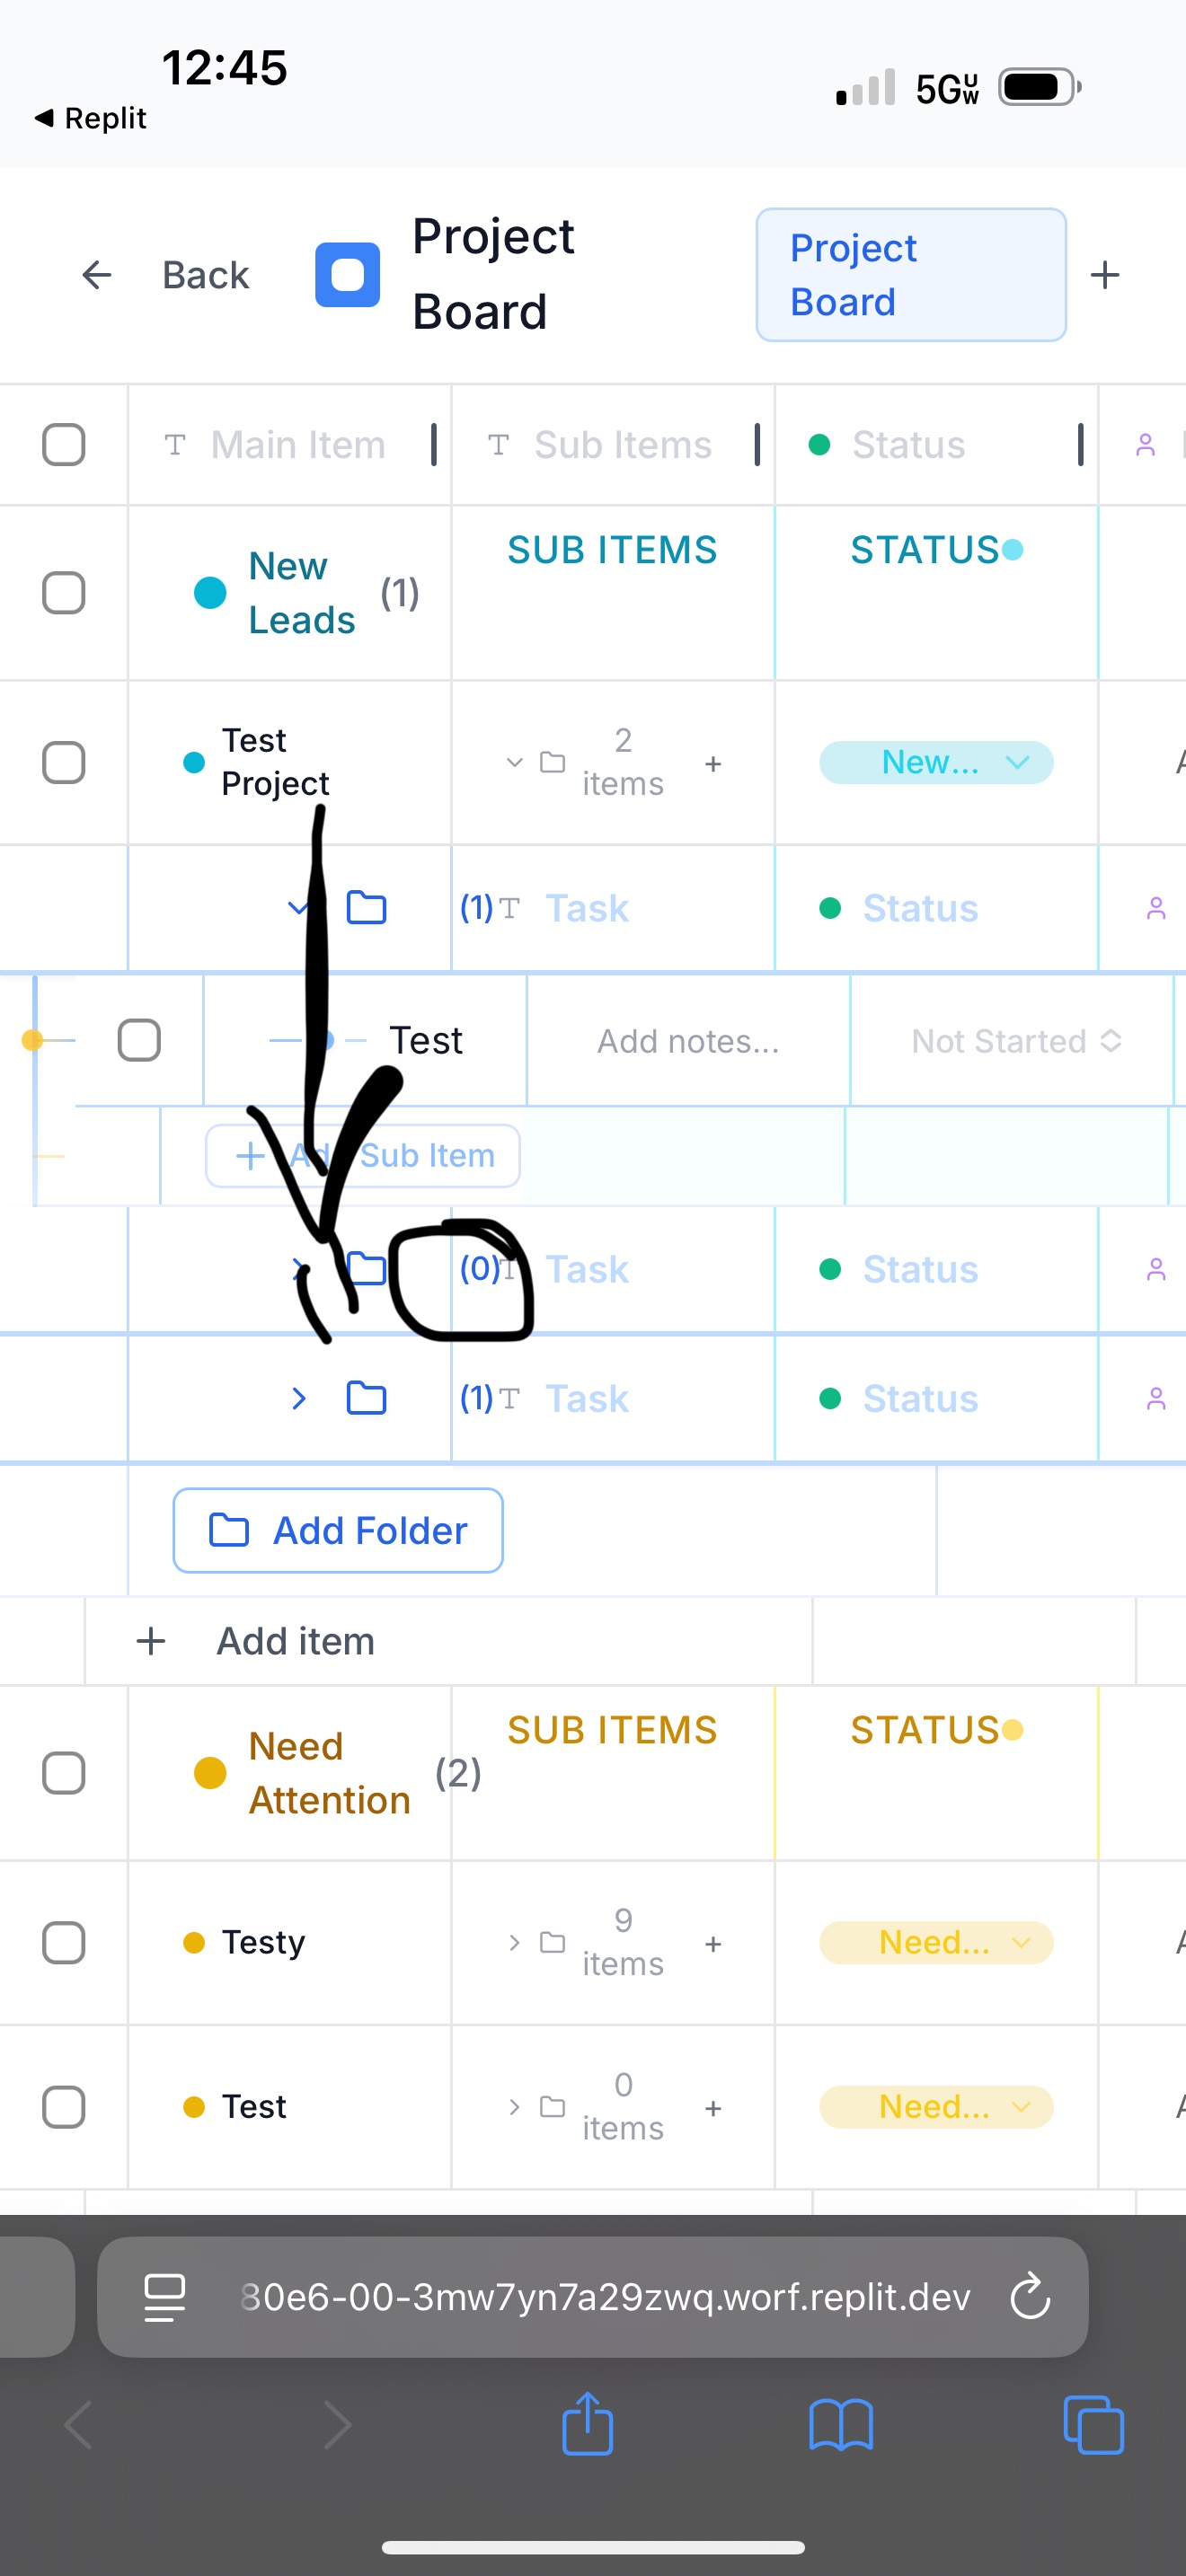 12:45
5GUW
◀ Replit
← Back
Project
Board
Project
Board
+
T Main Item
T Sub Items
Status
New
Leads
(1)
SUB ITEMS
STATUS
Test
Project
2
items
+
New...
(1) T Task
Status
Test
Add notes...
Not Started
+ Add Sub Item
(0) T Task
Status
(1) T Task
Status
Add Folder
+ Add item
Need
Attention
(2)
SUB ITEMS
STATUS
Testy
9
items
+
Need...
Test
0
items
+
Need...
80e6-00-3mw7yn7a29zwq.worf.replit.dev